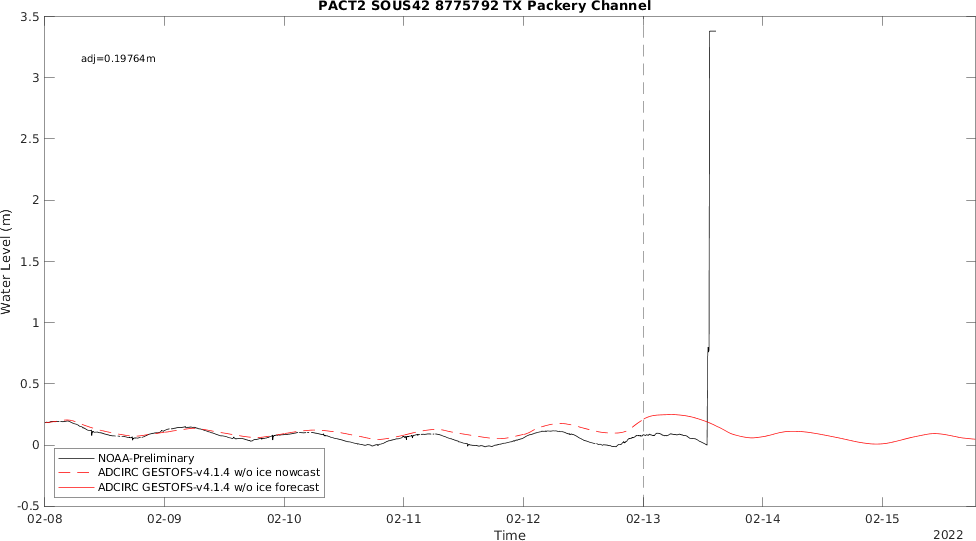 PACT2 SOUS42 8775792 TX Packery Channel
adj=0.19764m
3.5
3
2.5
2
1.5
1
0.5
0
-0.5
Water Level (m)
NOAA-Preliminary
ADCIRC GESTOFS-v4.1.4 w/o ice nowcast
ADCIRC GESTOFS-v4.1.4 w/o ice forecast
02-08 02-09 02-10 02-11 02-12 02-13 02-14 02-15
Time
2022